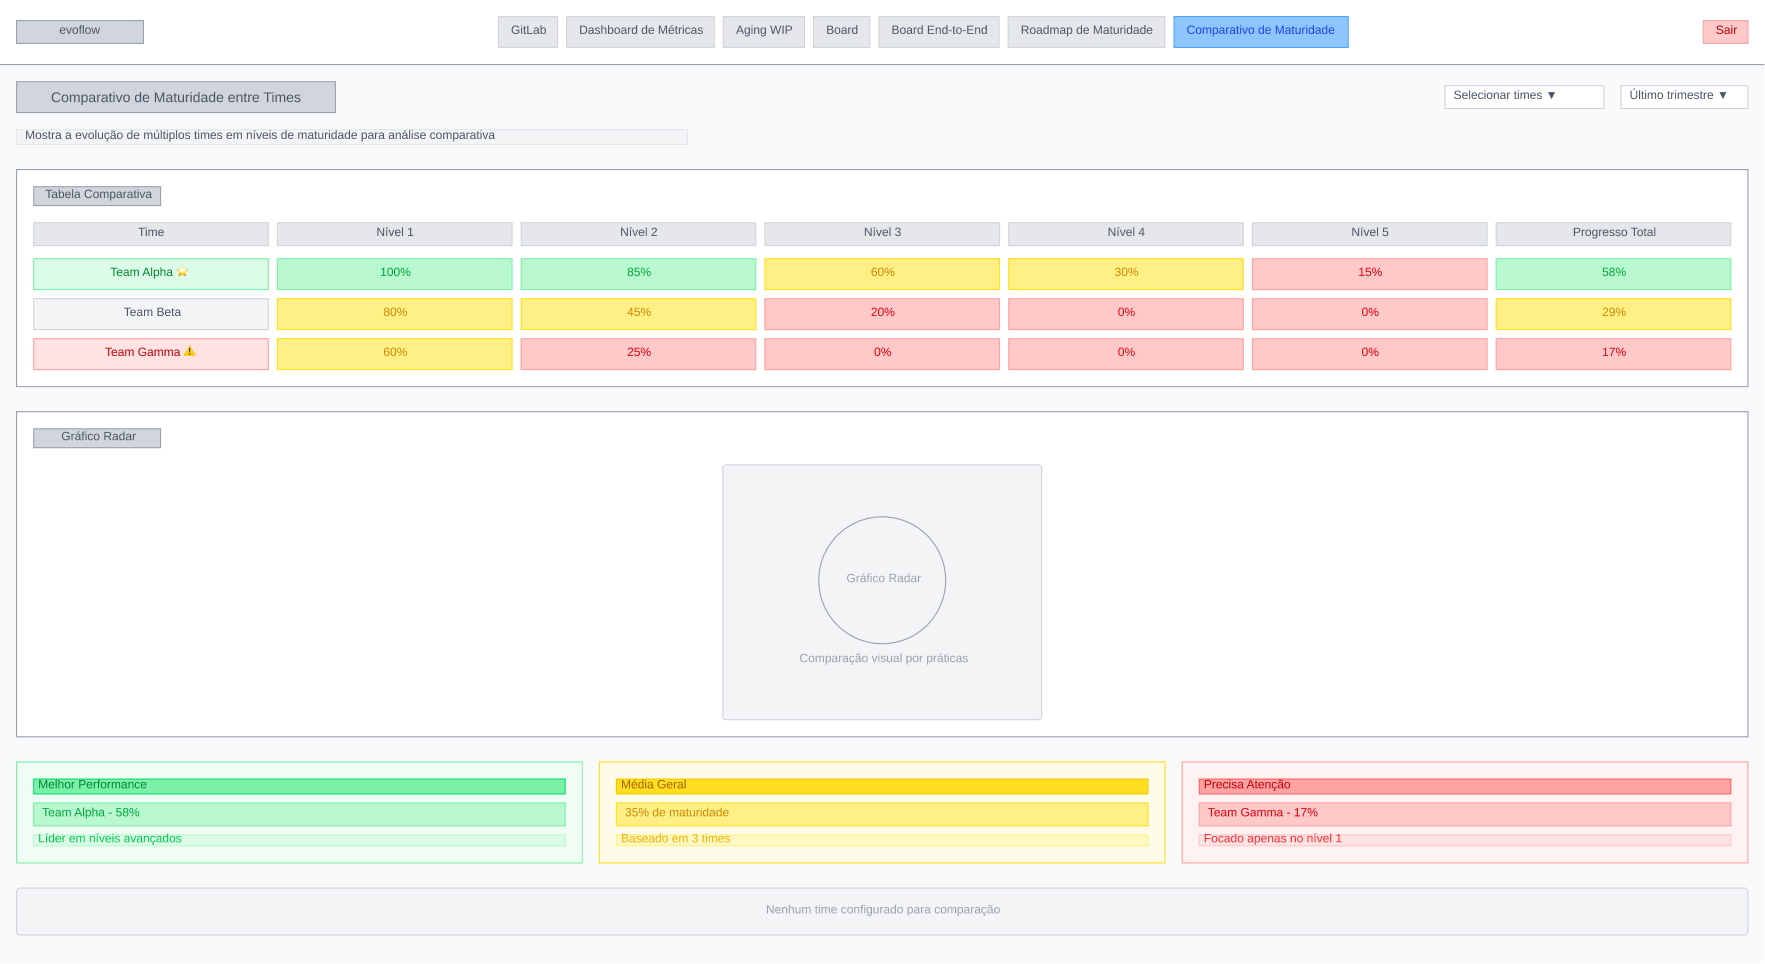 evoflow
GitLab
Dashboard de Métricas
Aging WIP
Board
Board End-to-End
Roadmap de Maturidade
Comparativo de Maturidade
Sair
Comparativo de Maturidade entre Times
Selecionar times ▼
Último trimestre ▼
Mostra a evolução de múltiplos times em níveis de maturidade para análise comparativa
Tabela Comparativa
Time Nível 1 Nível 2 Nível 3 Nível 4 Nível 5 Progresso Total
Team Alpha ⭐ 100% 85% 60% 30% 15% 58%
Team Beta 80% 45% 20% 0% 0% 29%
Team Gamma ⚠ 60% 25% 0% 0% 0% 17%
Gráfico Radar
Gráfico Radar
Comparação visual por práticas
Melhor Performance
Team Alpha - 58%
Líder em níveis avançados
Média Geral
35% de maturidade
Baseado em 3 times
Precisa Atenção
Team Gamma - 17%
Focado apenas no nível 1
Nenhum time configurado para comparação